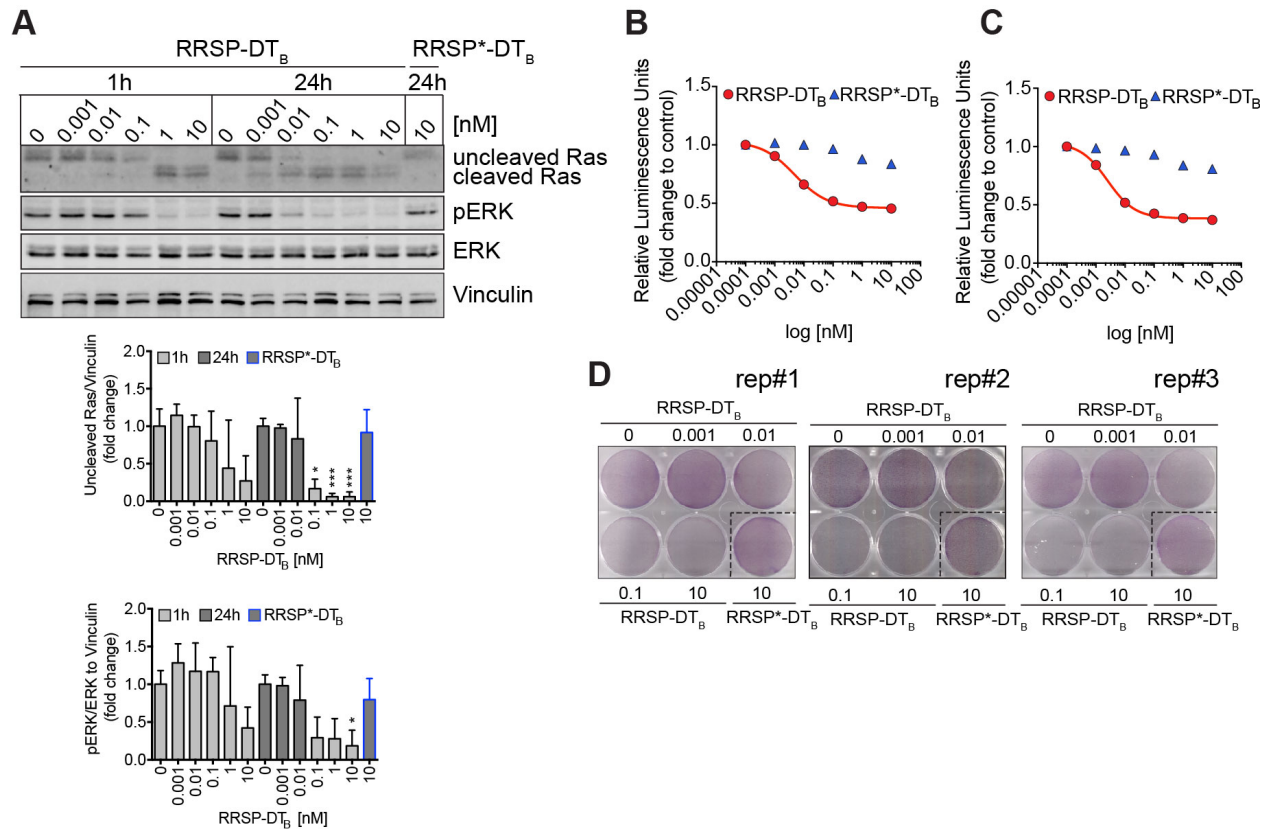 A
RRSP-DTB RRSP*-DTB
1h 24h 24h
0 0.001 0.01 0.1 1 10 0 0.001 0.01 0.1 1 10 10 [nM]
uncleaved Ras
cleaved Ras
pERK
ERK
Vinculin
Uncleaved Ras/Vinculin
(fold change)
2.0
1.5
1.0
0.5
0.0
1h 24h RRSP*-DTB
* *** ***
0 0.001 0.01 0.1 1 10 0 0.001 0.01 0.1 1 10 10
RRSP-DTB [nM]
pERK/ERK to Vinculin
(fold change)
2.0
1.5
1.0
0.5
0.0
1h 24h RRSP*-DTB
*
0 0.001 0.01 0.1 1 10 0 0.001 0.01 0.1 1 10 10
RRSP-DTB [nM]
B
Relative Luminescence Units
(fold change to control)
1.5
1.0
0.5
0.0
RRSP-DTB RRSP*-DTB
0.00001 0.0001 0.001 0.01 0.1 1 10 100
log [nM]
C
Relative Luminescence Units
(fold change to control)
1.5
1.0
0.5
0.0
RRSP-DTB RRSP*-DTB
0.00001 0.0001 0.001 0.01 0.1 1 10 100
log [nM]
D
rep#1 rep#2 rep#3
RRSP-DTB RRSP-DTB RRSP-DTB
0 0.001 0.01 0 0.001 0.01 0 0.001 0.01
0.1 10 10 0.1 10 10 0.1 10 10
RRSP-DTB RRSP*-DTB RRSP-DTB RRSP*-DTB RRSP-DTB RRSP*-DTB